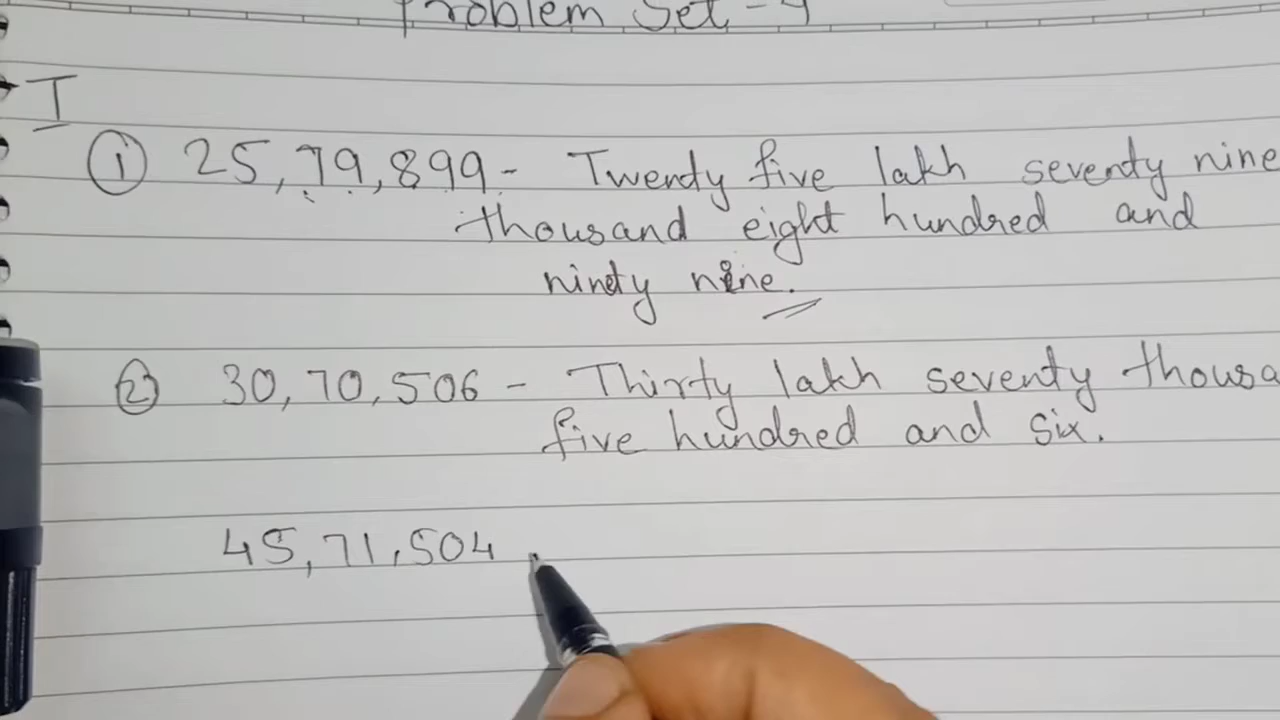 Problem Set - 9
I
① 25,79,899 - Twenty five lakh seventy nine
thousand eight hundred and
ninety nine.
② 30,70,506 - Thirty lakh seventy thousa
five hundred and six.
45,71,504